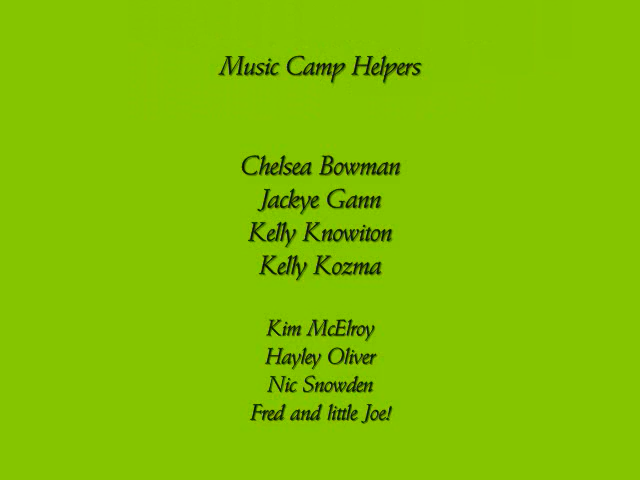 Music Camp Helpers
Chelsea Bowman
Jackye Gann
Kelly Knowiton
Kelly Kozma
Kim McElroy
Hayley Oliver
Nic Snowden
Fred and little Joe!